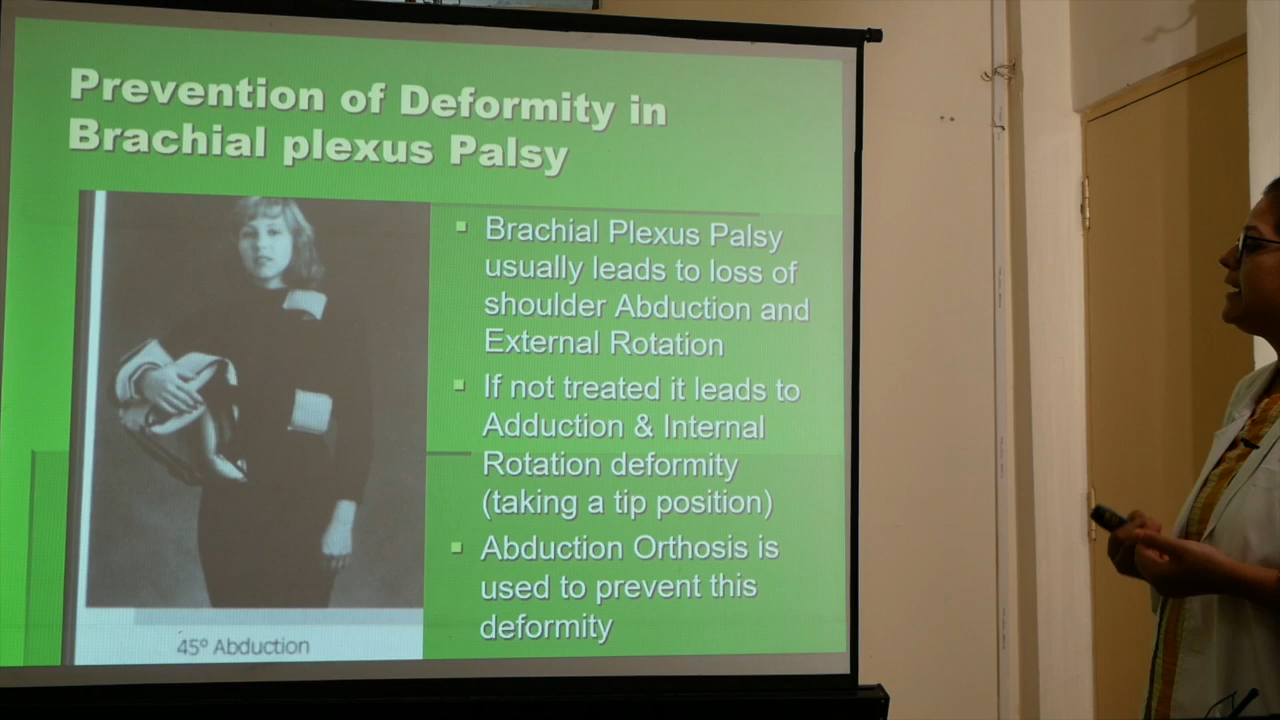 Prevention of Deformity in
Brachial plexus Palsy
Brachial Plexus Palsy
usually leads to loss of
shoulder Abduction and
External Rotation
If not treated it leads to
Adduction & Internal
Rotation deformity
(taking a tip position)
Abduction Orthosis is
used to prevent this
deformity
45º Abduction